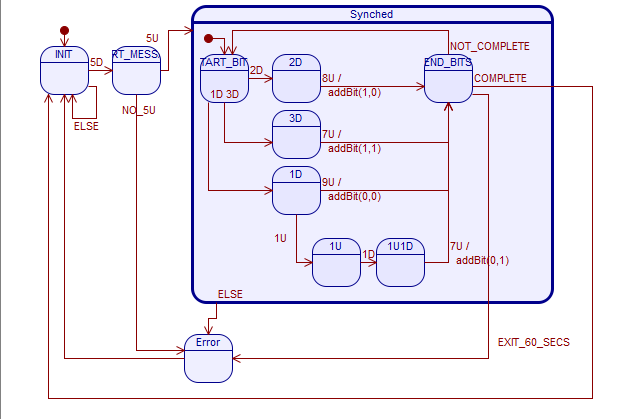 Synched
5U
INIT
5D
RT_MESS
ELSE
NO_5U
TART_BIT
2D
1D 3D
2D
8U /
addBit(1,0)
NOT_COMPLETE
END_BITS
COMPLETE
3D
7U /
addBit(1,1)
1D
9U /
addBit(0,0)
1U
1U
1D
1U1D
7U /
addBit(0,1)
ELSE
Error
EXIT_60_SECS